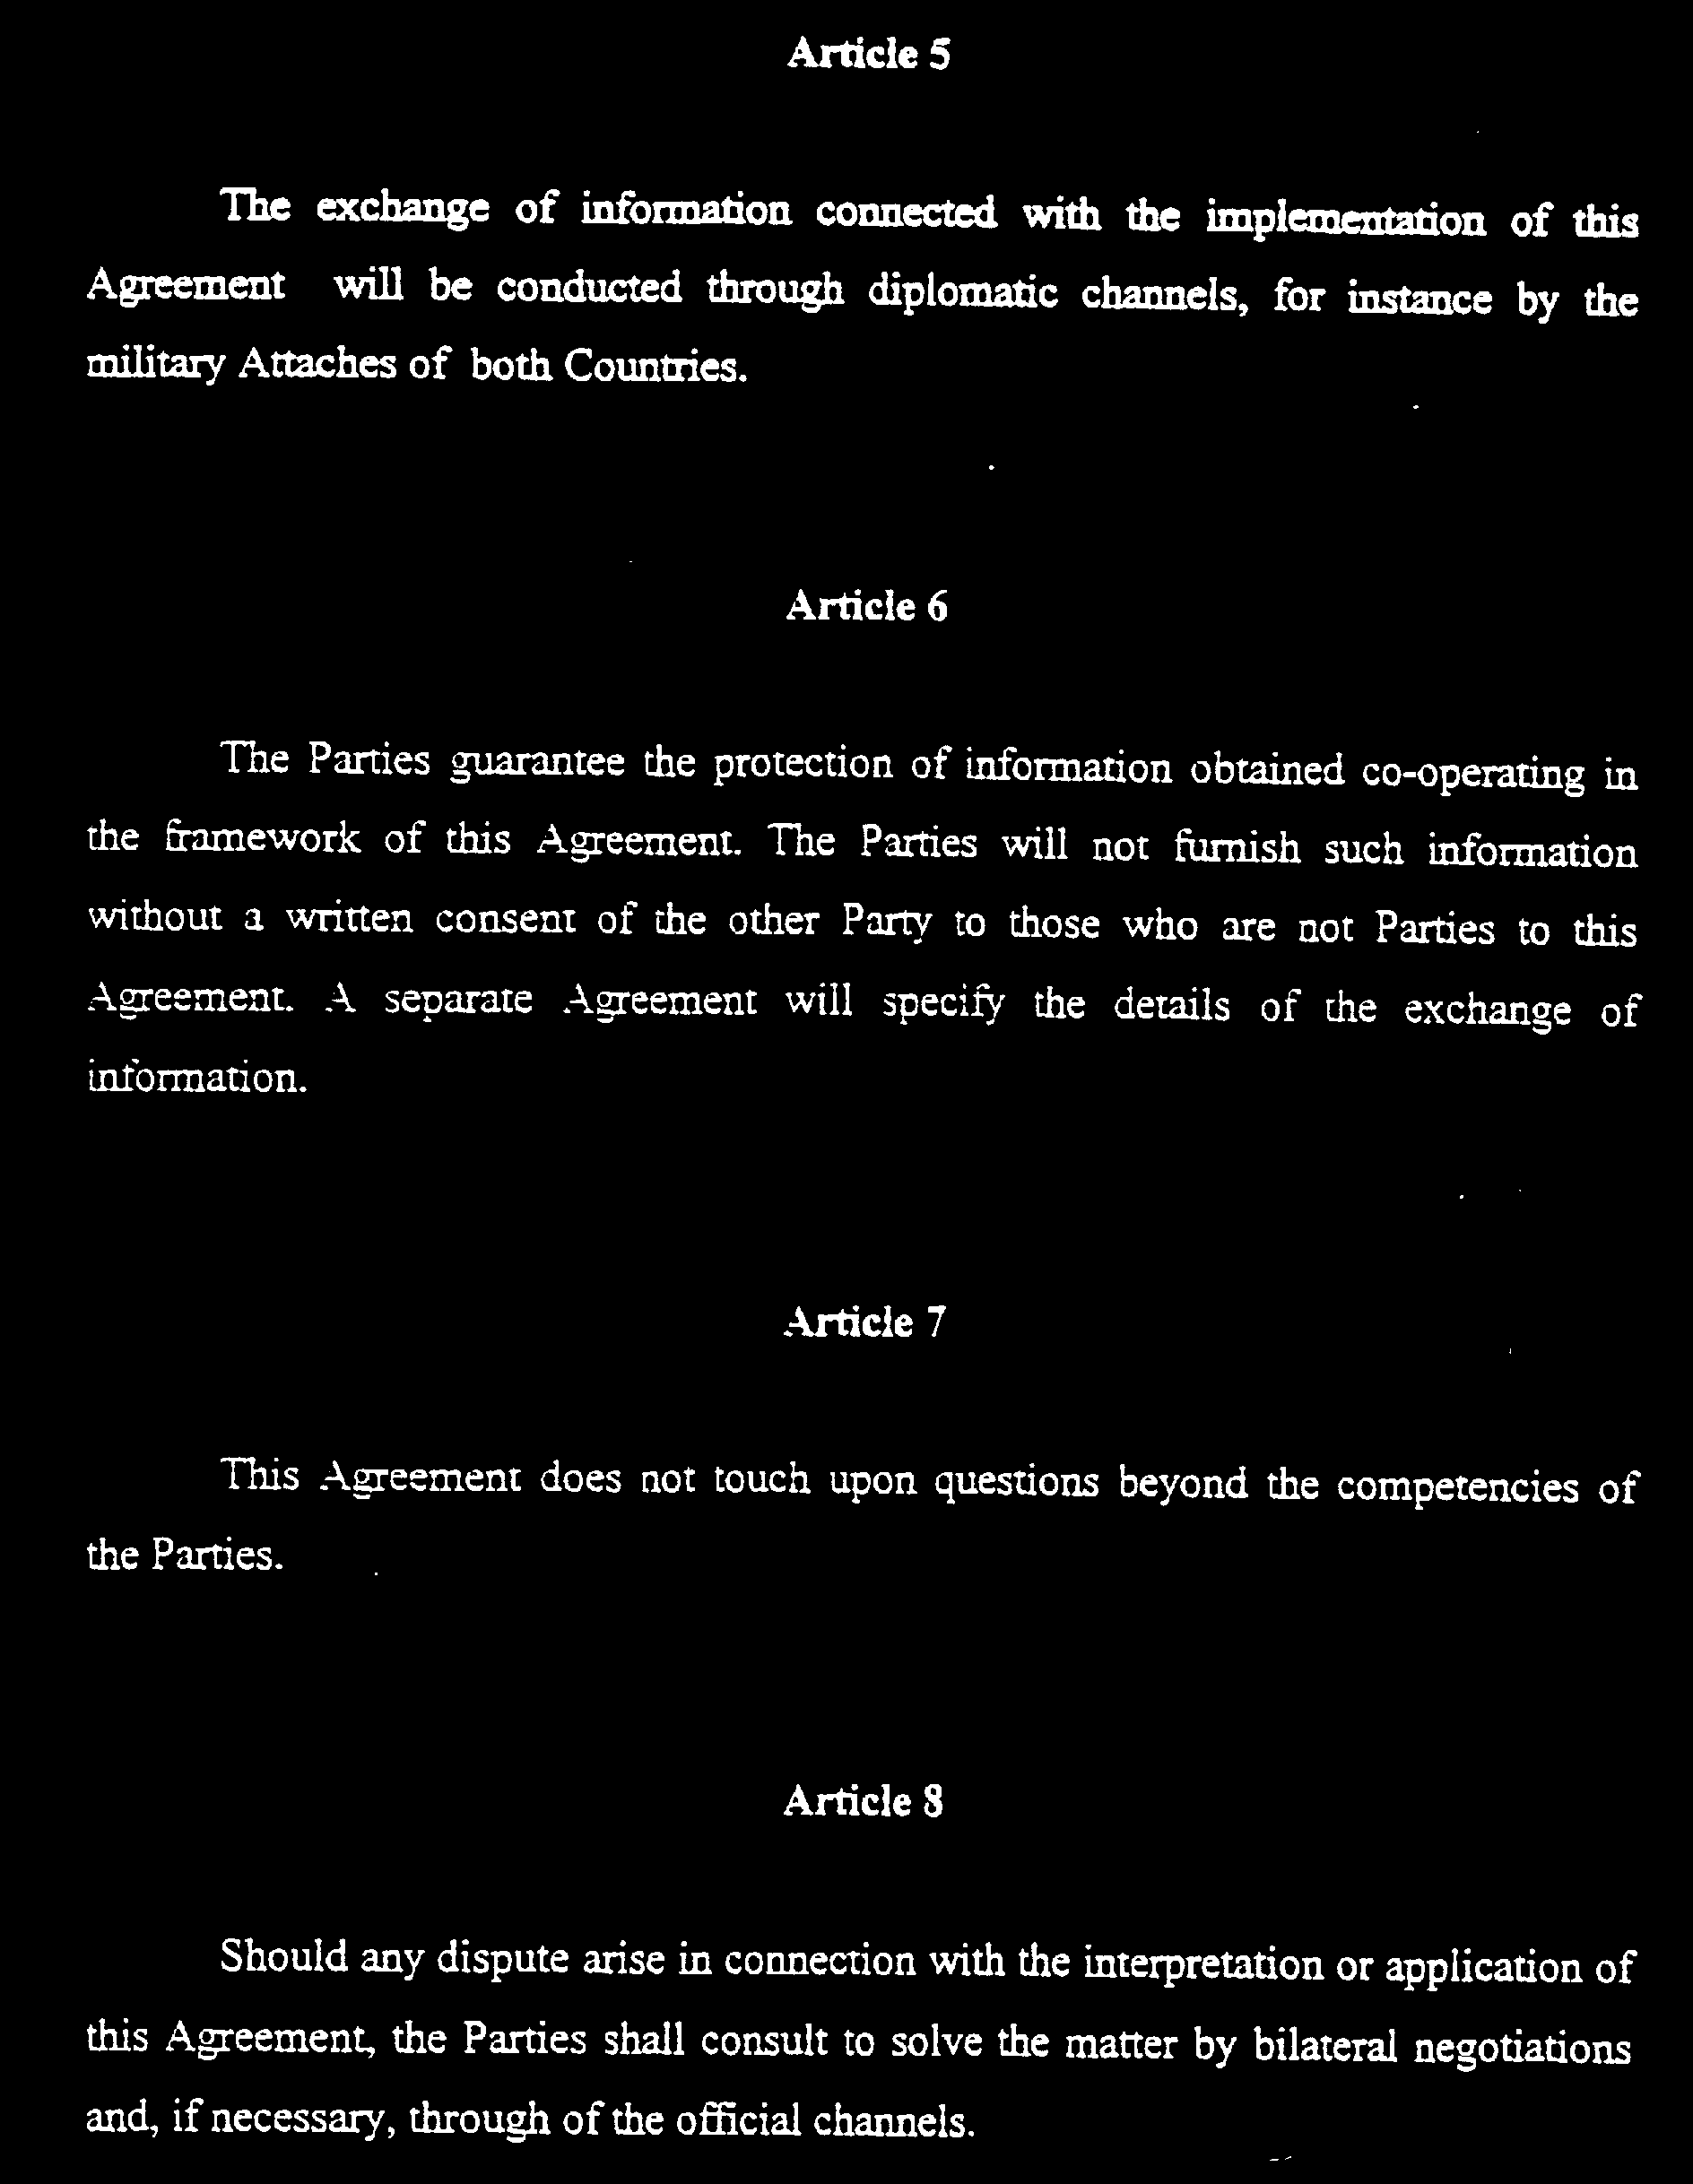 Article 5
The exchange of information connected with the implementation of this
Agreement will be conducted through diplomatic channels, for instance by the
military Attaches of both Countries.
Article 6
The Parties guarantee the protection of information obtained co-operating in
the framework of this Agreement. The Parties will not furnish such information
without a written consent of the other Party to those who are not Parties to this
Agreement. A separate Agreement will specify the details of the exchange of
information.
Article 7
This Agreement does not touch upon questions beyond the competencies of
the Parties.
Article 8
Should any dispute arise in connection with the interpretation or application of
this Agreement, the Parties shall consult to solve the matter by bilateral negotiations
and, if necessary, through of the official channels.